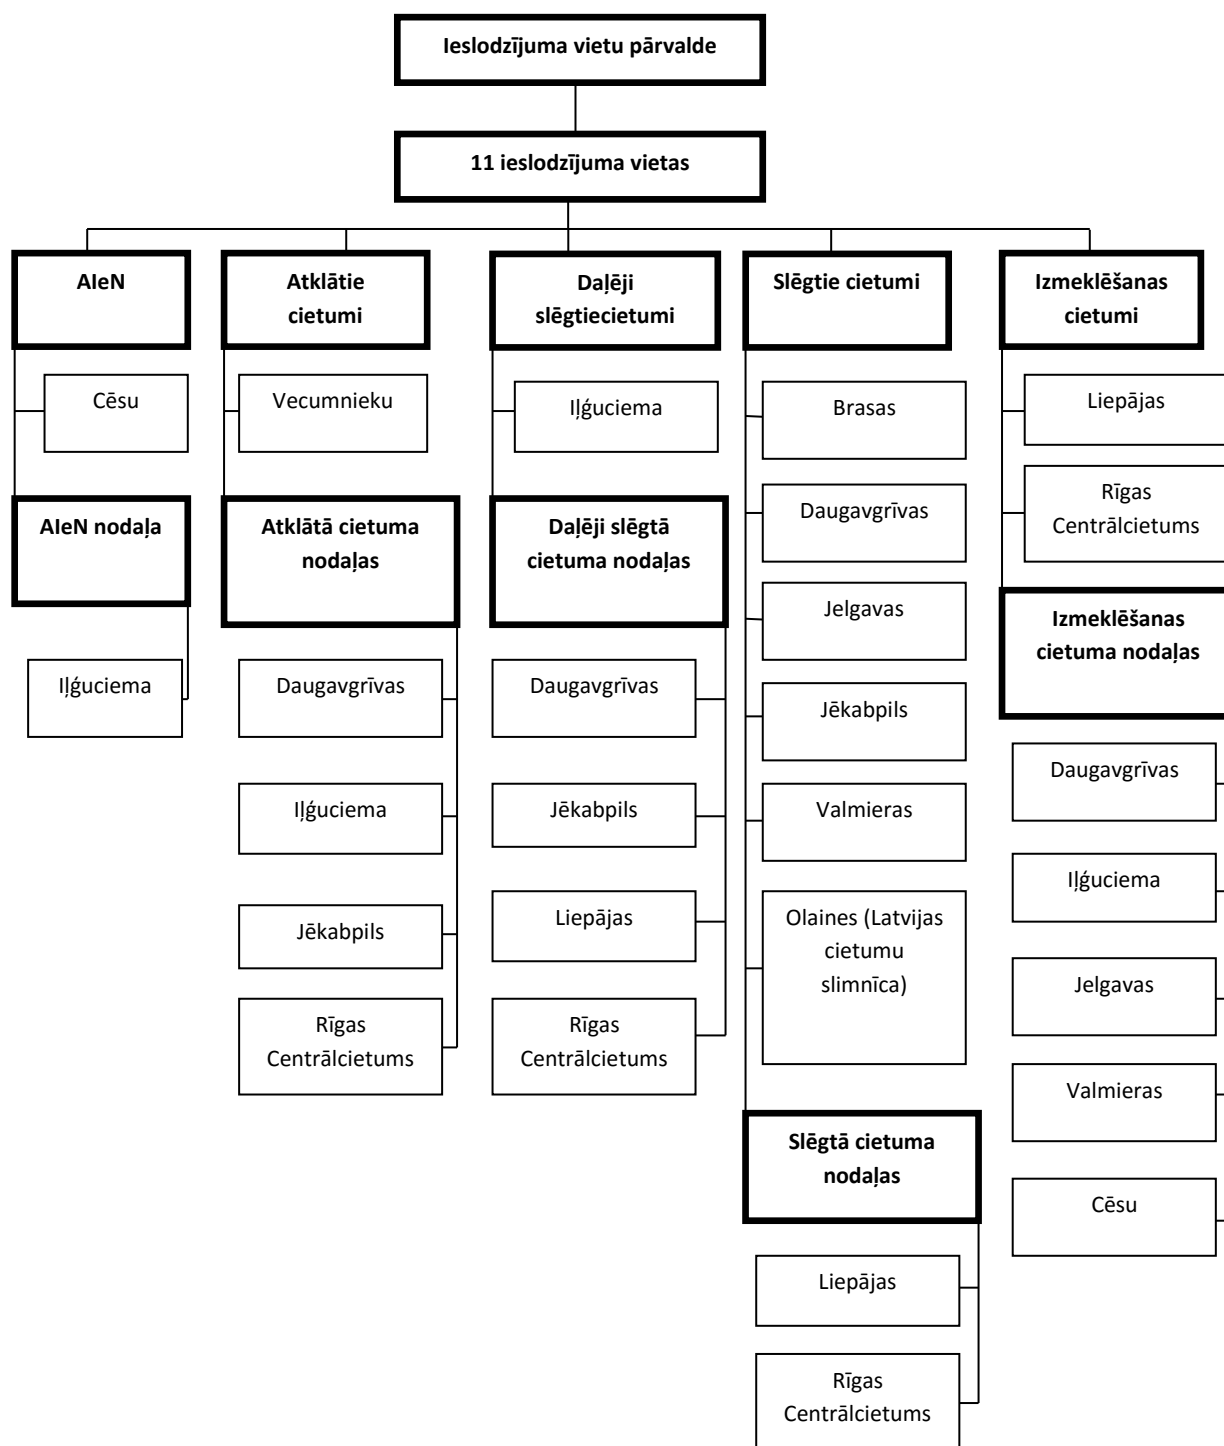 Ieslodzījuma vietu pārvalde
11 ieslodzījuma vietas
AIeN
Cēsu
AIeN nodaļa
Iļģuciema
Atklātie
cietumi
Vecumnieku
Atklātā cietuma
nodaļas
Daugavgrīvas
Iļģuciema
Jēkabpils
Rīgas
Centrālcietums
Daļēji
slēgtiecietumi
Iļģuciema
Daļēji slēgtā
cietuma nodaļas
Daugavgrīvas
Jēkabpils
Liepājas
Rīgas
Centrālcietums
Slēgtie cietumi
Brasas
Daugavgrīvas
Jelgavas
Jēkabpils
Valmieras
Olaines (Latvijas
cietumu
slimnīca)
Slēgtā cietuma
nodaļas
Liepājas
Rīgas
Centrālcietums
Izmeklēšanas
cietumi
Liepājas
Rīgas
Centrālcietums
Izmeklēšanas
cietuma nodaļas
Daugavgrīvas
Iļģuciema
Jelgavas
Valmieras
Cēsu